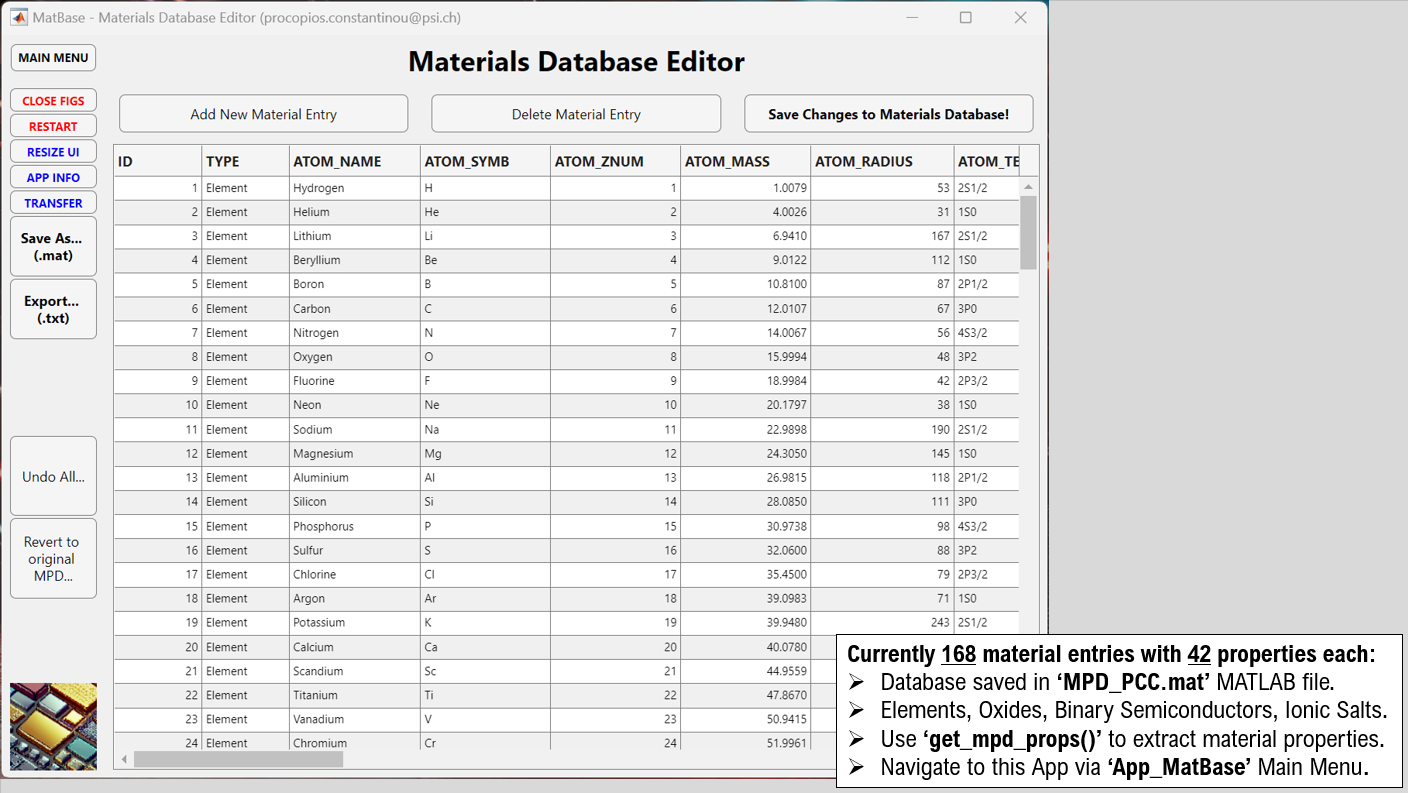 MatBase - Materials Database Editor (procopios.constantinou@psi.ch)
MAIN MENU
Materials Database Editor
CLOSE FIGS
RESTART
RESIZE UI
APP INFO
TRANSFER
Save As...
(.mat)
Export...
(.txt)
Undo All...
Revert to
original
MPD...
Add New Material Entry
Delete Material Entry
Save Changes to Materials Database!
ID TYPE ATOM_NAME ATOM_SYMB ATOM_ZNUM ATOM_MASS ATOM_RADIUS ATOM_TE
1 Element Hydrogen H 1 1.0079 53 2S1/2
2 Element Helium He 2 4.0026 31 1S0
3 Element Lithium Li 3 6.9410 167 2S1/2
4 Element Beryllium Be 4 9.0122 112 1S0
5 Element Boron B 5 10.8100 87 2P1/2
6 Element Carbon C 6 12.0107 67 3P0
7 Element Nitrogen N 7 14.0067 56 4S3/2
8 Element Oxygen O 8 15.9994 48 3P2
9 Element Fluorine F 9 18.9984 42 2P3/2
10 Element Neon Ne 10 20.1797 38 1S0
11 Element Sodium Na 11 22.9898 190 2S1/2
12 Element Magnesium Mg 12 24.3050 145 1S0
13 Element Aluminium Al 13 26.9815 118 2P1/2
14 Element Silicon Si 14 28.0850 111 3P0
15 Element Phosphorus P 15 30.9738 98 4S3/2
16 Element Sulfur S 16 32.0600 88 3P2
17 Element Chlorine Cl 17 35.4500 79 2P3/2
18 Element Argon Ar 18 39.0983 71 1S0
19 Element Potassium K 19 39.9480 243 2S1/2
20 Element Calcium Ca 20 40.0780
21 Element Scandium Sc 21 44.9559
22 Element Titanium Ti 22 47.8670
23 Element Vanadium V 23 50.9415
24 Element Chromium Cr 24 51.9961
Currently 168 material entries with 42 properties each:
➢ Database saved in ‘MPD_PCC.mat’ MATLAB file.
➢ Elements, Oxides, Binary Semiconductors, Ionic Salts.
➢ Use ‘get_mpd_props()’ to extract material properties.
➢ Navigate to this App via ‘App_MatBase’ Main Menu.